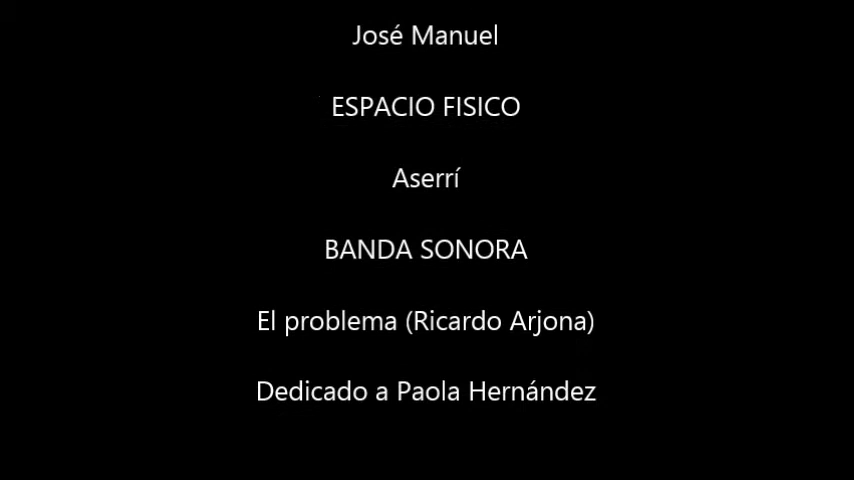 José Manuel
ESPACIO FISICO
Aserrí
BANDA SONORA
El problema (Ricardo Arjona)
Dedicado a Paola Hernández